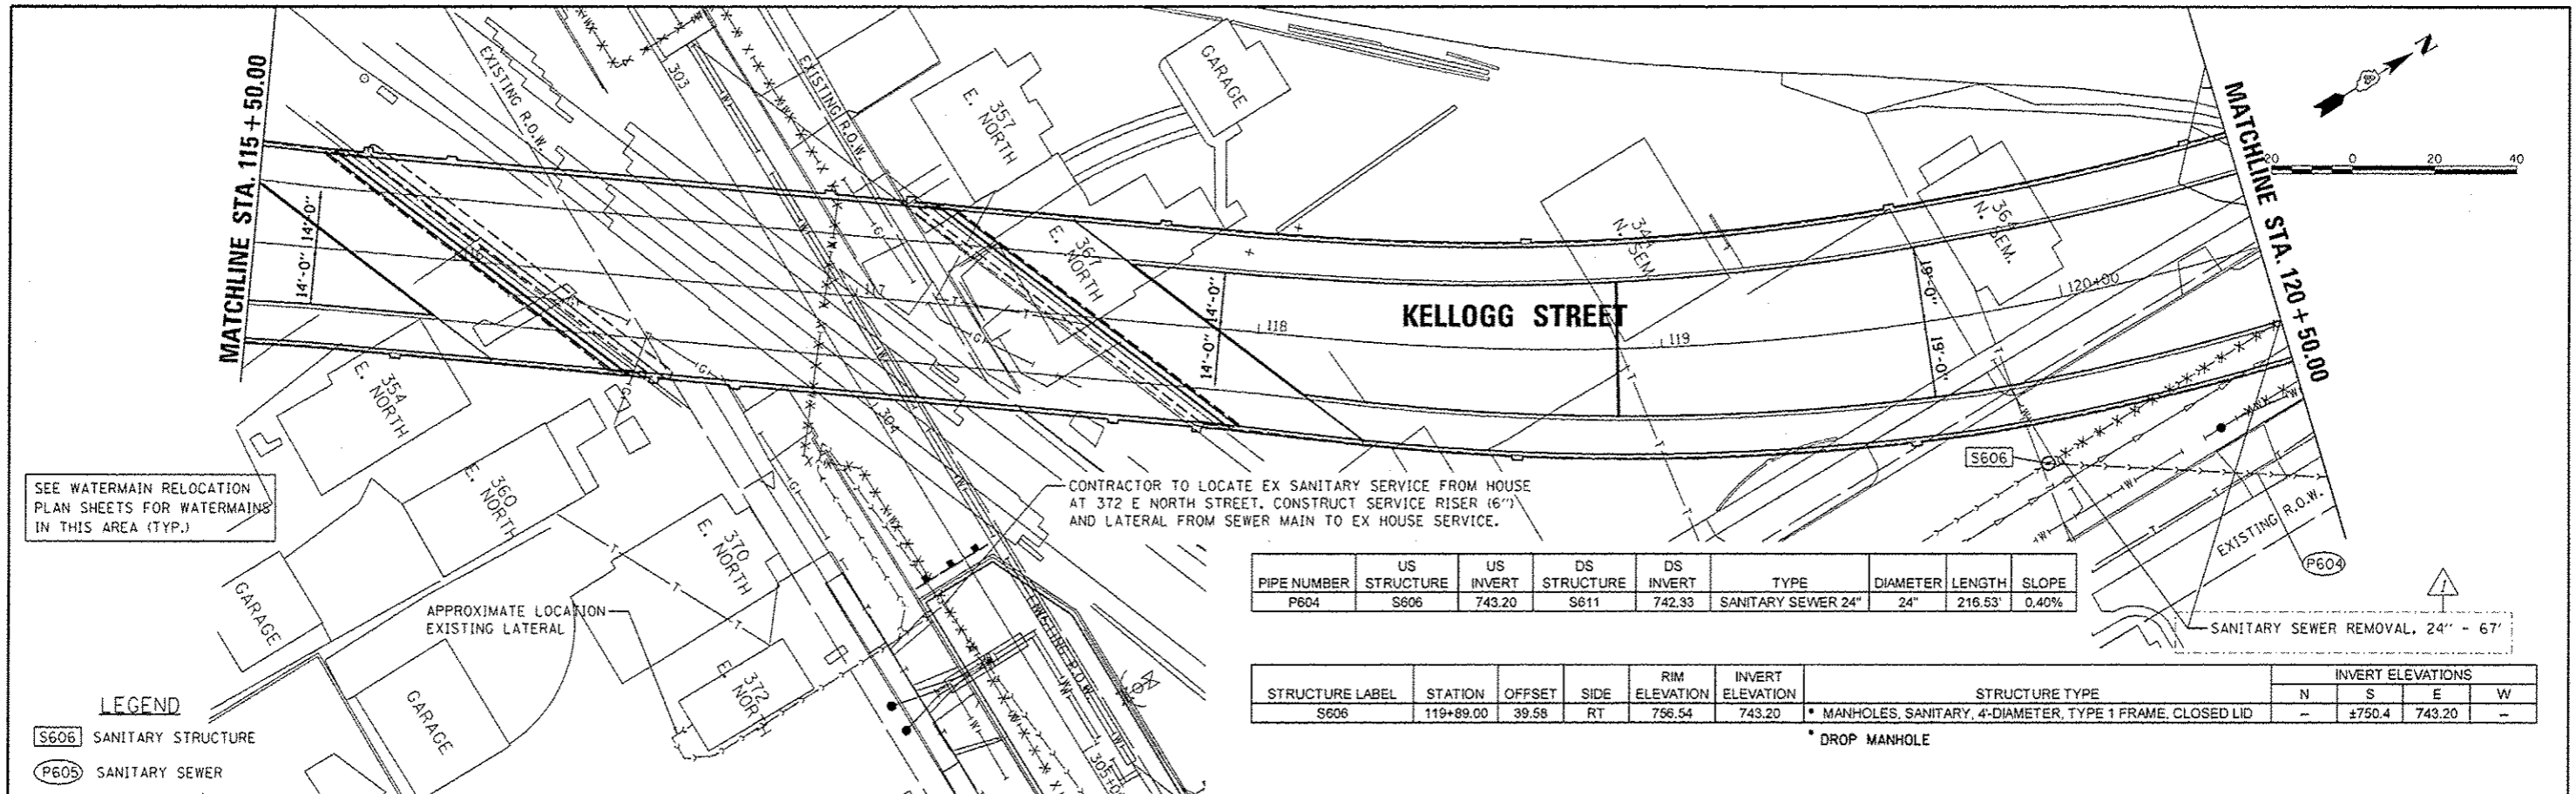 MATCHLINE STA. 115 + 50.00
EXISTING R.O.W.
303
EXISTING R.O.W.
357
E. NORTH
GARAGE
MATCHLINE STA. 120 + 50.00
N
20 0 20 40
14'-0" 14'-0"
117
367
E. NORTH
14'-0" 14'-0"
118
KELLOGG STREET
344
N. SEM.
119
19'-0"
19'-0"
N. SEM.
120+00
354
E. NORTH
304
360
E. NORTH
370
E. NORTH
372
E. NORTH
GARAGE
GARAGE
S606
EXISTING R.O.W.
P604
SEE WATERMAIN RELOCATION
PLAN SHEETS FOR WATERMAINS
IN THIS AREA (TYP.)
CONTRACTOR TO LOCATE EX SANITARY SERVICE FROM HOUSE
AT 372 E NORTH STREET. CONSTRUCT SERVICE RISER (6")
AND LATERAL FROM SEWER MAIN TO EX HOUSE SERVICE.
APPROXIMATE LOCATION
EXISTING LATERAL
EXISTING R.O.W.
PIPE NUMBER US STRUCTURE US INVERT DS STRUCTURE DS INVERT TYPE DIAMETER LENGTH SLOPE
P604 S606 743.20 S611 742.33 SANITARY SEWER 24" 24" 216.53' 0.40%
1
SANITARY SEWER REMOVAL, 24" - 67'
STRUCTURE LABEL STATION OFFSET SIDE RIM ELEVATION INVERT ELEVATION STRUCTURE TYPE INVERT ELEVATIONS N S E W
S606 119+89.00 39.58 RT 756.54 743.20 * MANHOLES, SANITARY, 4'-DIAMETER, TYPE 1 FRAME, CLOSED LID -- ±750.4 743.20 --
* DROP MANHOLE
LEGEND
S606 SANITARY STRUCTURE
P605 SANITARY SEWER